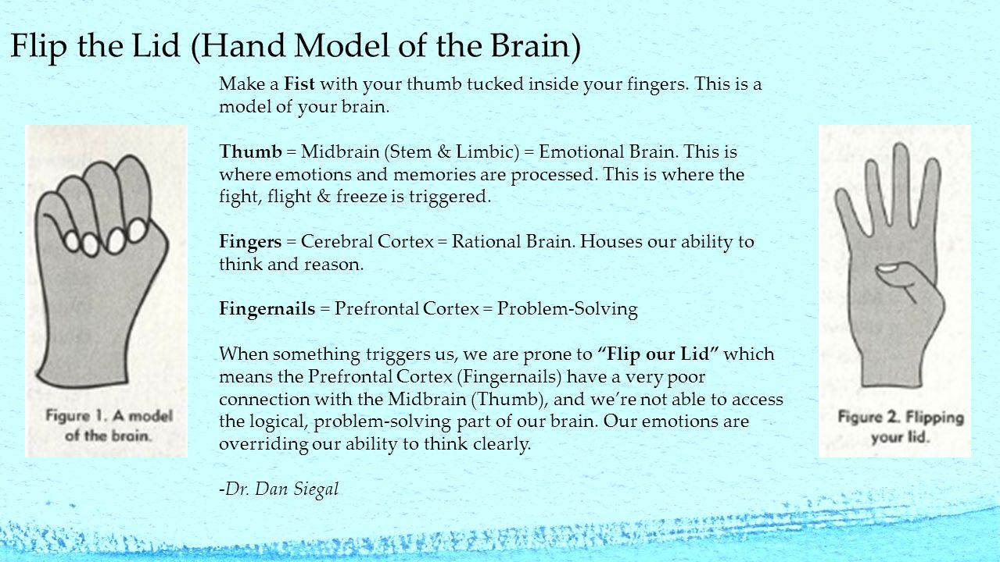 Flip the Lid (Hand Model of the Brain)
Make a Fist with your thumb tucked inside your fingers. This is a
model of your brain.
Thumb = Midbrain (Stem & Limbic) = Emotional Brain. This is
where emotions and memories are processed. This is where the
fight, flight & freeze is triggered.
Fingers = Cerebral Cortex = Rational Brain. Houses our ability to
think and reason.
Fingernails = Prefrontal Cortex = Problem-Solving
When something triggers us, we are prone to “Flip our Lid” which
means the Prefrontal Cortex (Fingernails) have a very poor
connection with the Midbrain (Thumb), and we’re not able to access
the logical, problem-solving part of our brain. Our emotions are
overriding our ability to think clearly.
-Dr. Dan Siegal
Figure 1. A model
of the brain.
Figure 2. Flipping
your lid.